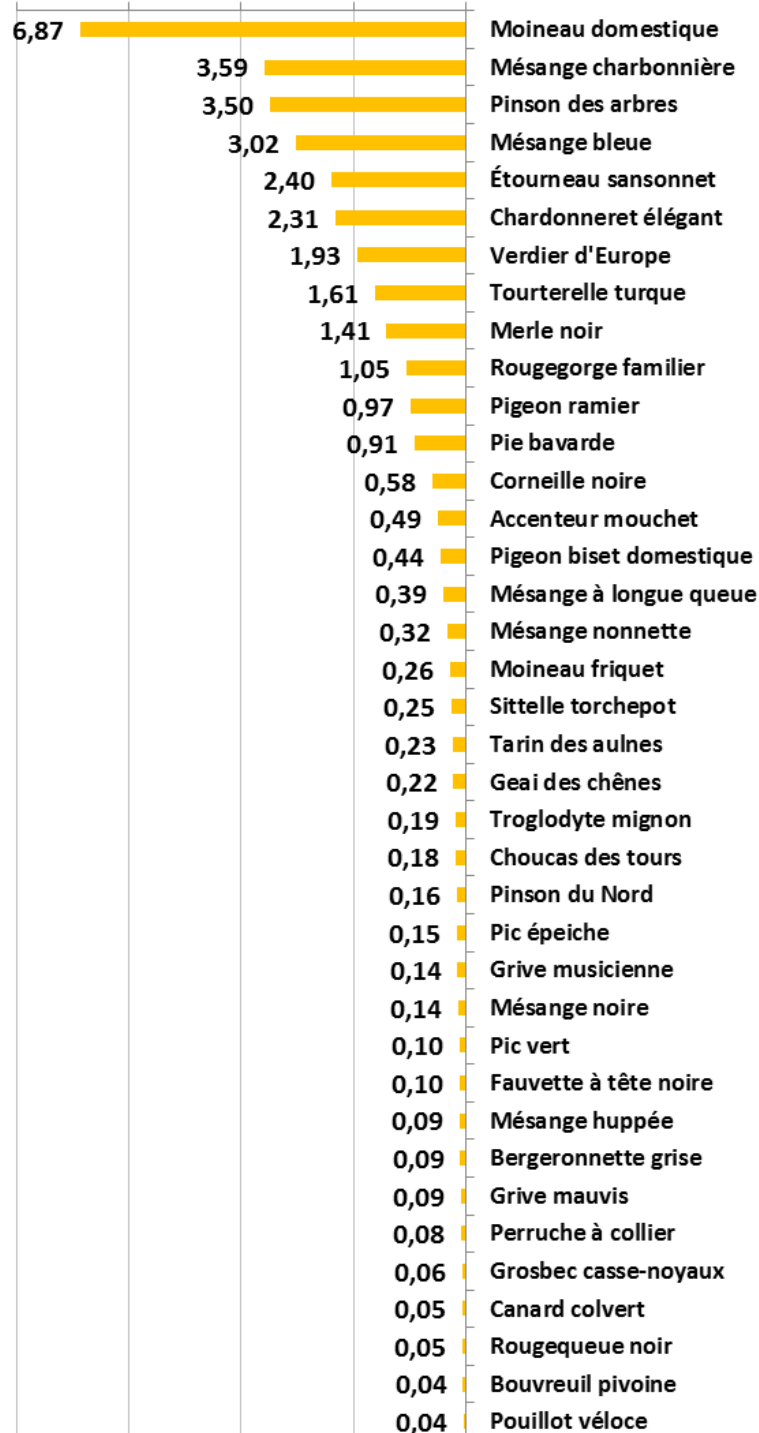 6,87 Moineau domestique
3,59 Mésange charbonnière
3,50 Pinson des arbres
3,02 Mésange bleue
2,40 Étourneau sansonnet
2,31 Chardonneret élégant
1,93 Verdier d'Europe
1,61 Tourterelle turque
1,41 Merle noir
1,05 Rougegorge familier
0,97 Pigeon ramier
0,91 Pie bavarde
0,58 Corneille noire
0,49 Accenteur mouchet
0,44 Pigeon biset domestique
0,39 Mésange à longue queue
0,32 Mésange nonnette
0,26 Moineau friquet
0,25 Sittelle torchepot
0,23 Tarin des aulnes
0,22 Geai des chênes
0,19 Troglodyte mignon
0,18 Choucas des tours
0,16 Pinson du Nord
0,15 Pic épeiche
0,14 Grive musicienne
0,14 Mésange noire
0,10 Pic vert
0,10 Fauvette à tête noire
0,09 Mésange huppée
0,09 Bergeronnette grise
0,09 Grive mauvis
0,08 Perruche à collier
0,06 Grosbec casse-noyaux
0,05 Canard colvert
0,05 Rougequeue noir
0,04 Bouvreuil pivoine
0,04 Pouillot véloce